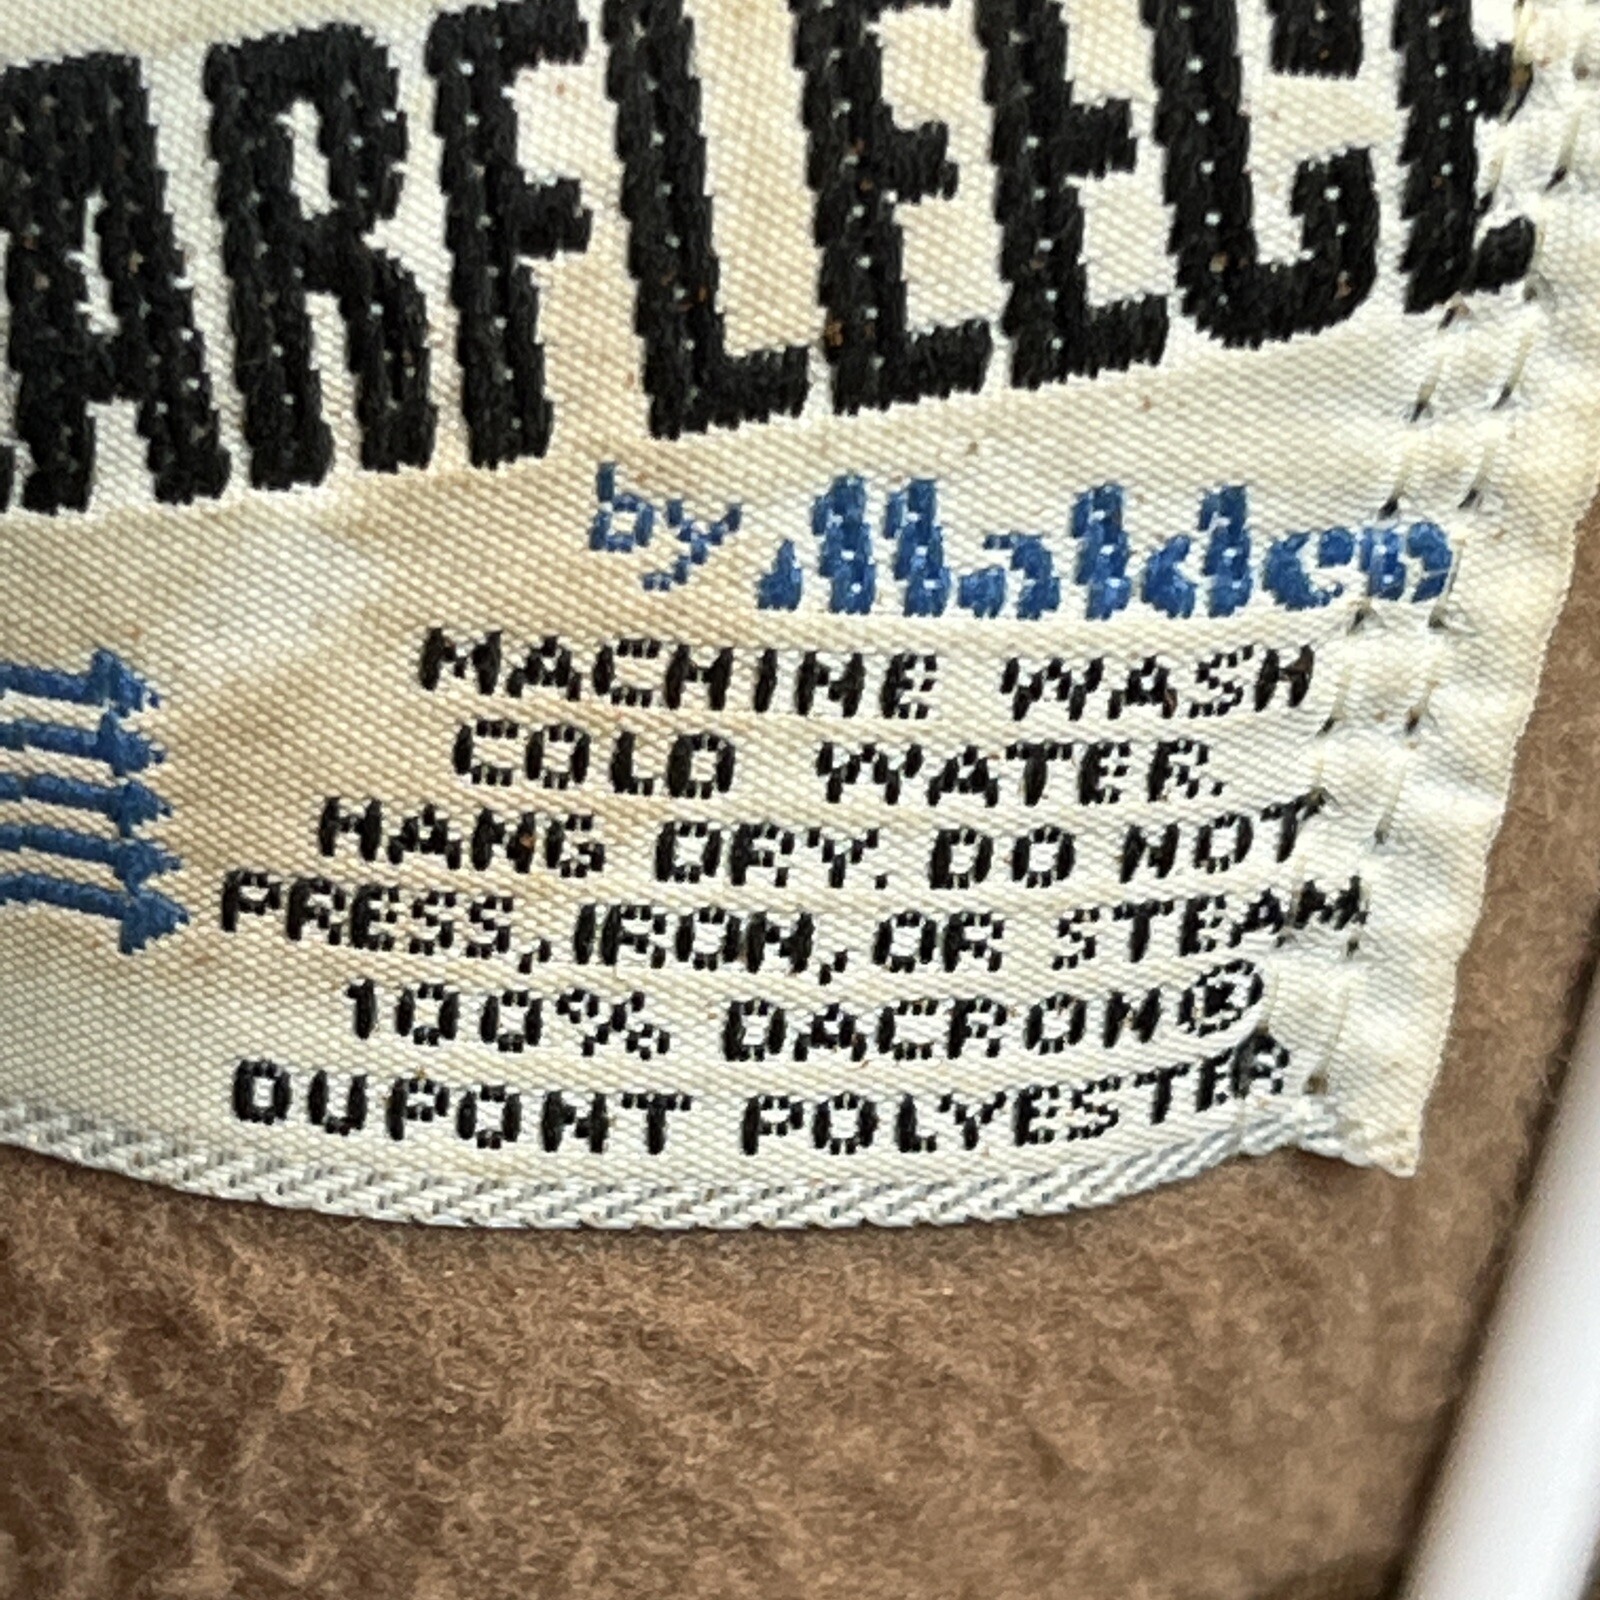 ARFLEECE
by Malden
MACHINE WASH
COLD WATER.
HANG DRY. DO NOT
PRESS, IRON, OR STEAM.
100% DACRON®
DUPONT POLYESTER